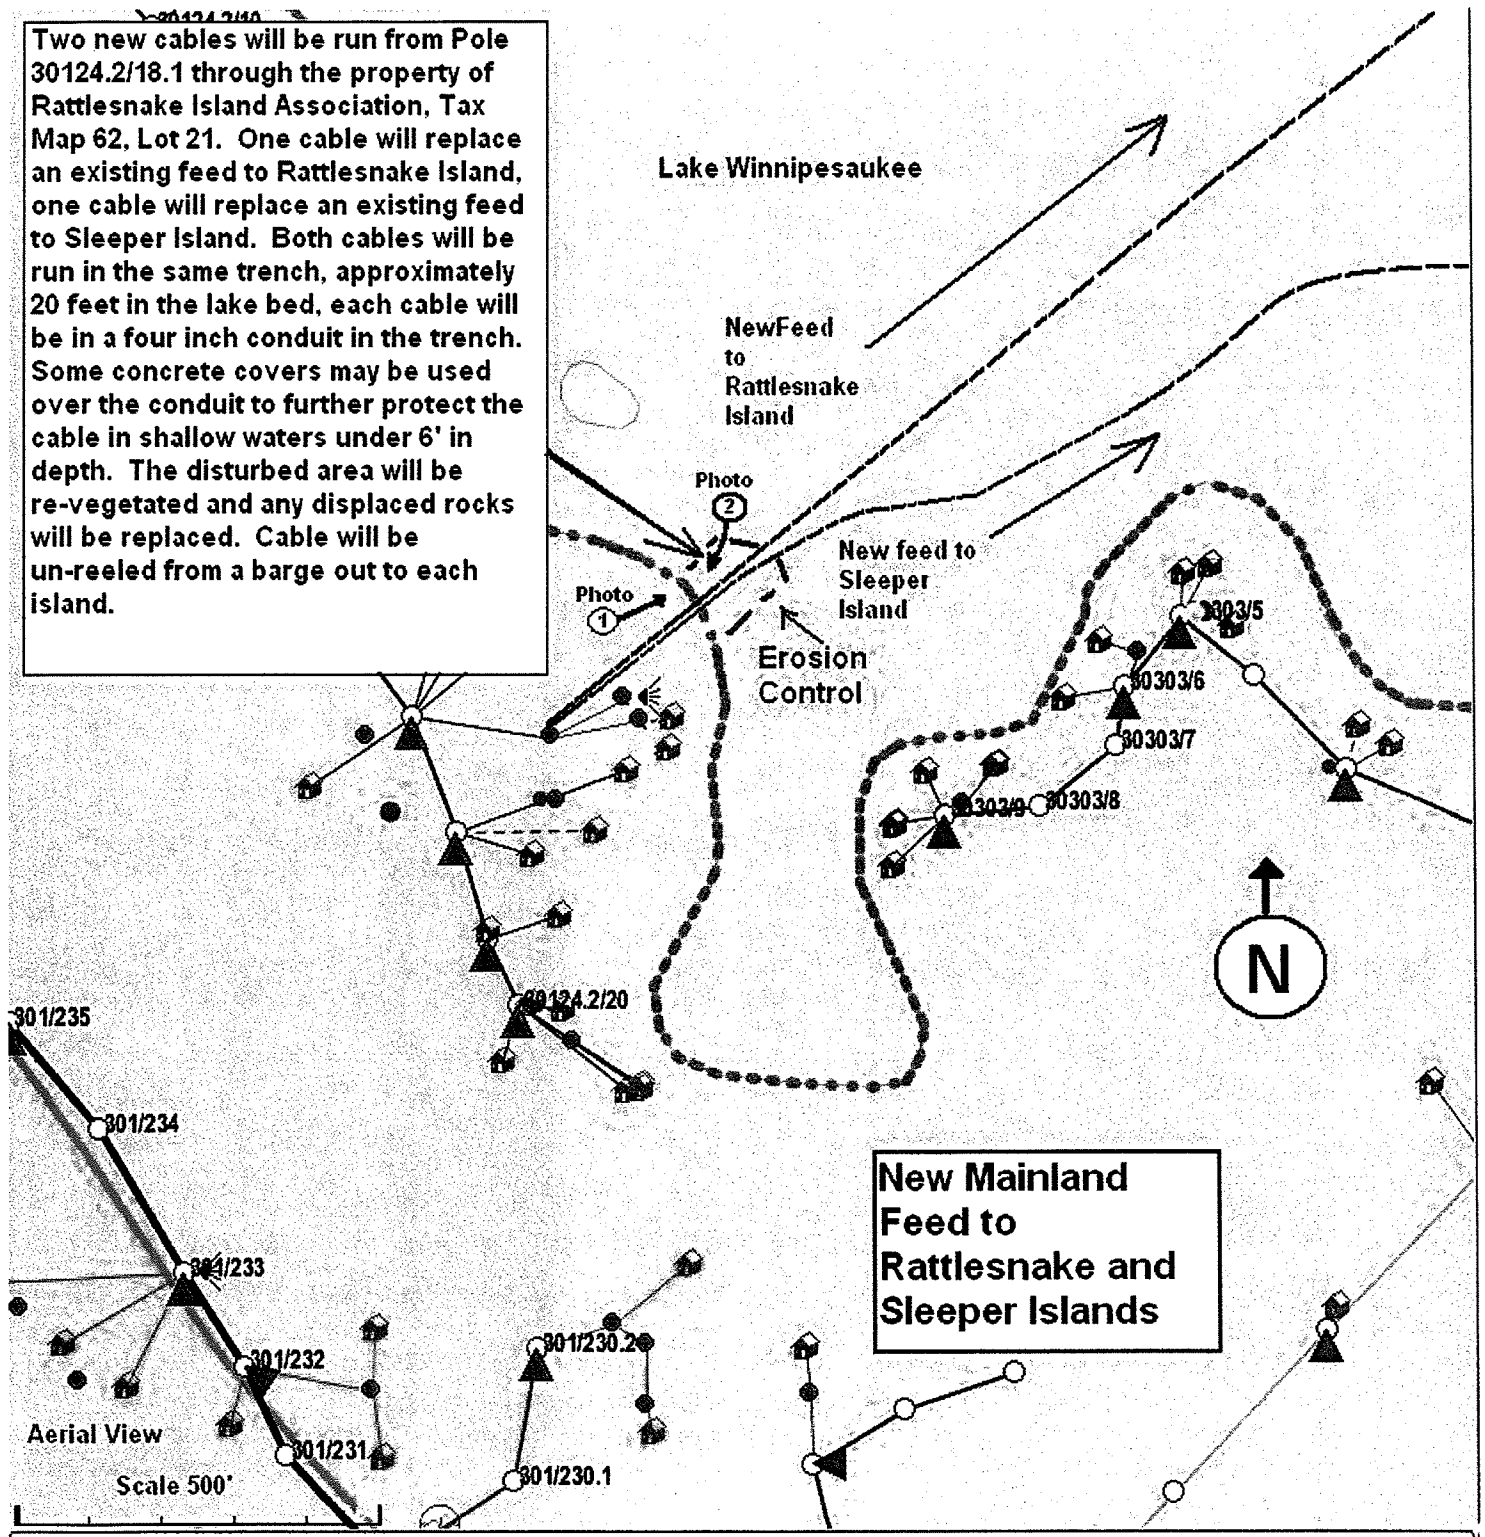 30124.2/19
Two new cables will be run from Pole
30124.2/18.1 through the property of
Rattlesnake Island Association, Tax
Map 62, Lot 21. One cable will replace
an existing feed to Rattlesnake Island,
one cable will replace an existing feed
to Sleeper Island. Both cables will be
run in the same trench, approximately
20 feet in the lake bed, each cable will
be in a four inch conduit in the trench.
Some concrete covers may be used
over the conduit to further protect the
cable in shallow waters under 6' in
depth. The disturbed area will be
re-vegetated and any displaced rocks
will be replaced. Cable will be
un-reeled from a barge out to each
island.
Lake Winnipesaukee
NewFeed
to
Rattlesnake
Island
Photo
2
New feed to
Sleeper
Island
Photo
1
Erosion
Control
3303/5
30303/6
30303/7
30303/9
30303/8
N
30124.2/20
301/235
301/234
New Mainland
Feed to
Rattlesnake and
Sleeper Islands
301/233
301/232
301/230.2
Aerial View
301/231
301/230.1
Scale 500'